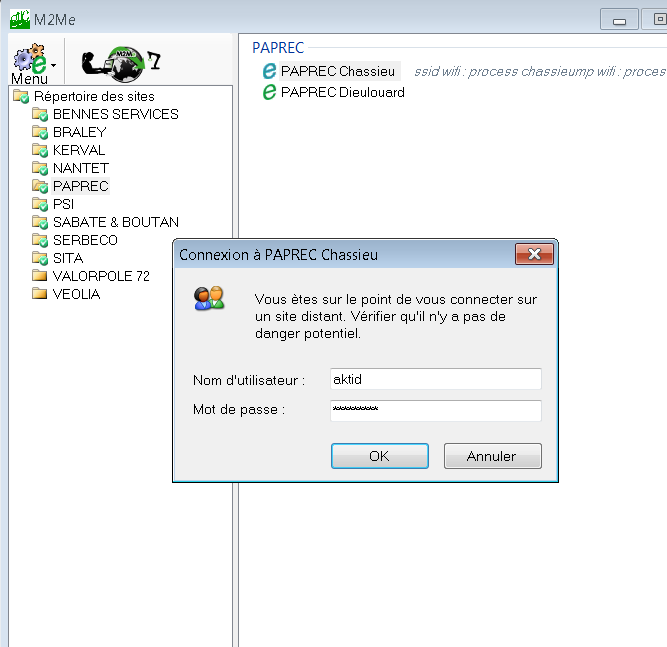 M2Me
Menu
M2Me
Répertoire des sites
BENNES SERVICES
BRALEY
KERVAL
NANTET
PAPREC
PSI
SABATE & BOUTAN
SERBECO
SITA
VALORPOLE 72
VEOLIA
PAPREC
PAPREC Chassieu ssid wifi : process chassieump wifi : proces
PAPREC Dieulouard
Connexion à PAPREC Chassieu
Vous ètes sur le point de vous connecter sur
un site distant. Vérifier qu'il n'y a pas de
danger potentiel.
Nom d'utilisateur : aktid
Mot de passe : **********
OK Annuler